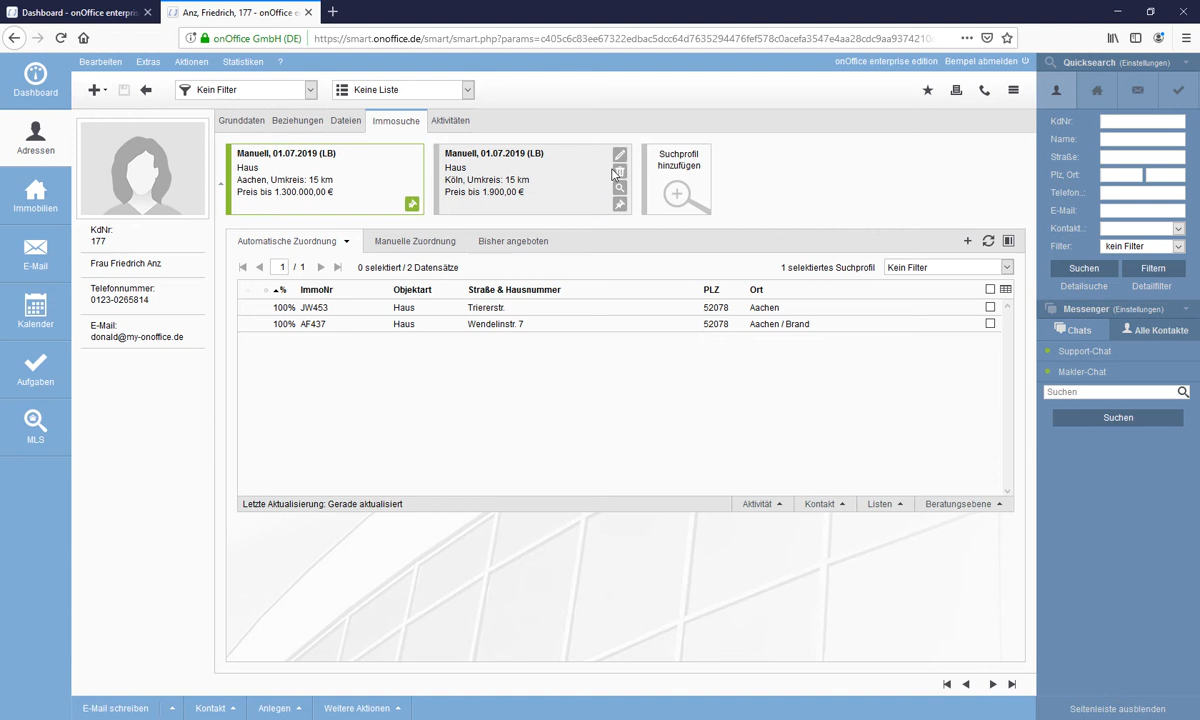 Dashboard - onOffice enterpris
Anz, Friedrich, 177 - onOffice e
onOffice GmbH (DE)
https://smart.onoffice.de/smart/smart.php?params=c405c6c83ee67322edbac5dcc64d7635294476fef578c0acefa3547e4aa28cdc9aa9374210
Bearbeiten Extras Aktionen Statistiken ?
onOffice enterprise edition Bempel abmelden
Kein Filter
Keine Liste
Dashboard
Adressen
Immobilien
E-Mail
Kalender
Aufgaben
MLS
KdNr:
177
Frau Friedrich Anz
Telefonnummer:
0123-0265814
E-Mail:
donald@my-onoffice.de
Grunddaten Beziehungen Dateien Immosuche Aktivitäten
Manuell, 01.07.2019 (LB)
Haus
Aachen, Umkreis: 15 km
Preis bis 1.300.000,00 €
Manuell, 01.07.2019 (LB)
Haus
Köln, Umkreis: 15 km
Preis bis 1.900,00 €
Suchprofil
hinzufügen
Automatische Zuordnung Manuelle Zuordnung Bisher angeboten
1 / 1 0 selektiert / 2 Datensätze 1 selektiertes Suchprofil Kein Filter
% ImmoNr Objektart Straße & Hausnummer PLZ Ort
100% JW453 Haus Triererstr. 52078 Aachen
100% AF437 Haus Wendelinstr. 7 52078 Aachen / Brand
Letzte Aktualisierung: Gerade aktualisiert Aktivität Kontakt Listen Beratungsebene
Quicksearch (Einstellungen)
KdNr:
Name:
Straße:
Plz, Ort:
Telefon..:
E-Mail:
Kontakt..:
Filter: kein Filter
Suchen Filtern
Detailsuche Detailfilter
Messenger (Einstellungen)
Chats Alle Kontakte
Support-Chat
Makler-Chat
Suchen
Suchen
E-Mail schreiben Kontakt Anlegen Weitere Aktionen
Seitenleiste ausblenden